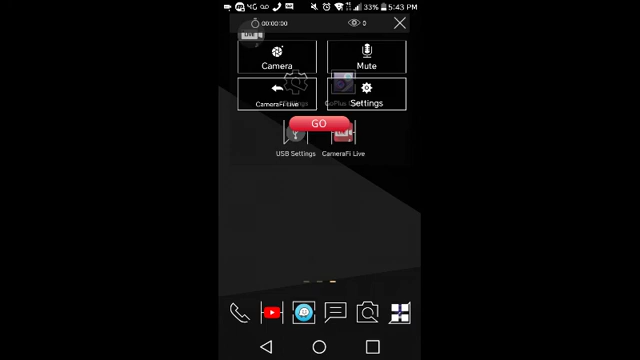 4G 33% 5:43 PM
00:00:00 0
Camera Mute
CameraFi Live Settings
GO
USB Settings CameraFi Live